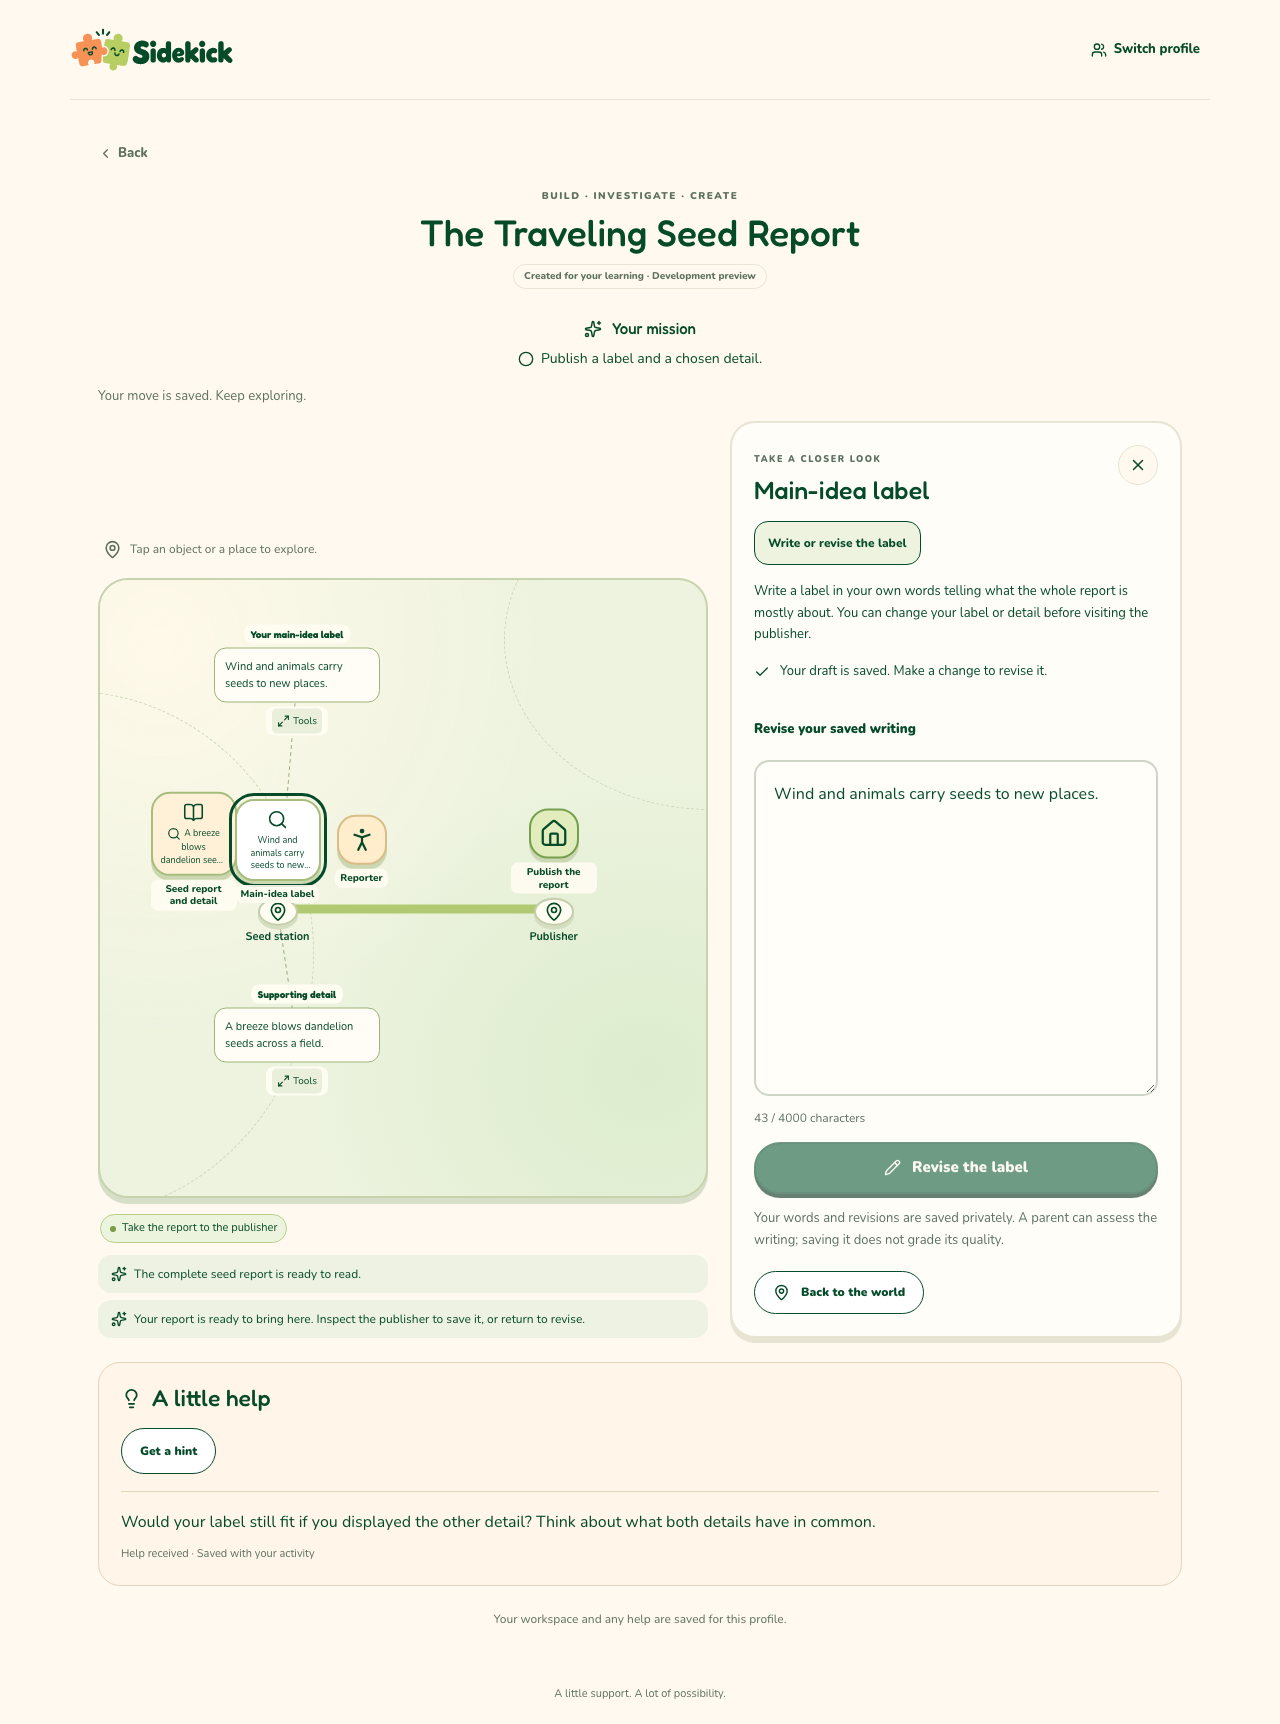 Sidekick
Switch profile
Back
BUILD · INVESTIGATE · CREATE
The Traveling Seed Report
Created for your learning · Development preview
Your mission
Publish a label and a chosen detail.
Your move is saved. Keep exploring.
Tap an object or a place to explore.
Your main-idea label
Wind and animals carry
seeds to new places.
Tools
A breeze
blows
dandelion see...
Seed report
and detail
Wind and
animals carry
seeds to new...
Main-idea label
Reporter
Publish the
report
Seed station
Publisher
Supporting detail
A breeze blows dandelion
seeds across a field.
Tools
Take the report to the publisher
The complete seed report is ready to read.
Your report is ready to bring here. Inspect the publisher to save it, or return to revise.
TAKE A CLOSER LOOK
Main-idea label
Write or revise the label
Write a label in your own words telling what the whole report is
mostly about. You can change your label or detail before visiting the
publisher.
Your draft is saved. Make a change to revise it.
Revise your saved writing
Wind and animals carry seeds to new places.
43 / 4000 characters
Revise the label
Your words and revisions are saved privately. A parent can assess the
writing; saving it does not grade its quality.
Back to the world
A little help
Get a hint
Would your label still fit if you displayed the other detail? Think about what both details have in common.
Help received · Saved with your activity
Your workspace and any help are saved for this profile.
A little support. A lot of possibility.